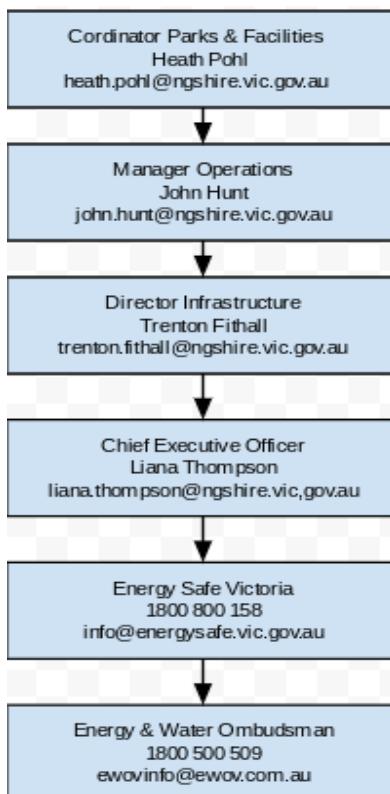 Cordinator Parks & Facilities
Heath Pohl
heath.pohl@ngshire.vic.gov.au
Manager Operations
John Hunt
john.hunt@ngshire.vic.gov.au
Director Infrastructure
Trenton Fithall
trenton.fithall@ngshire.vic.gov.au
Chief Executive Officer
Liana Thompson
liana.thompson@ngshire.vic,gov.au
Energy Safe Victoria
1800 800 158
info@energysafe.vic.gov.au
Energy & Water Ombudsman
1800 500 509
ewovinfo@ewov.com.au